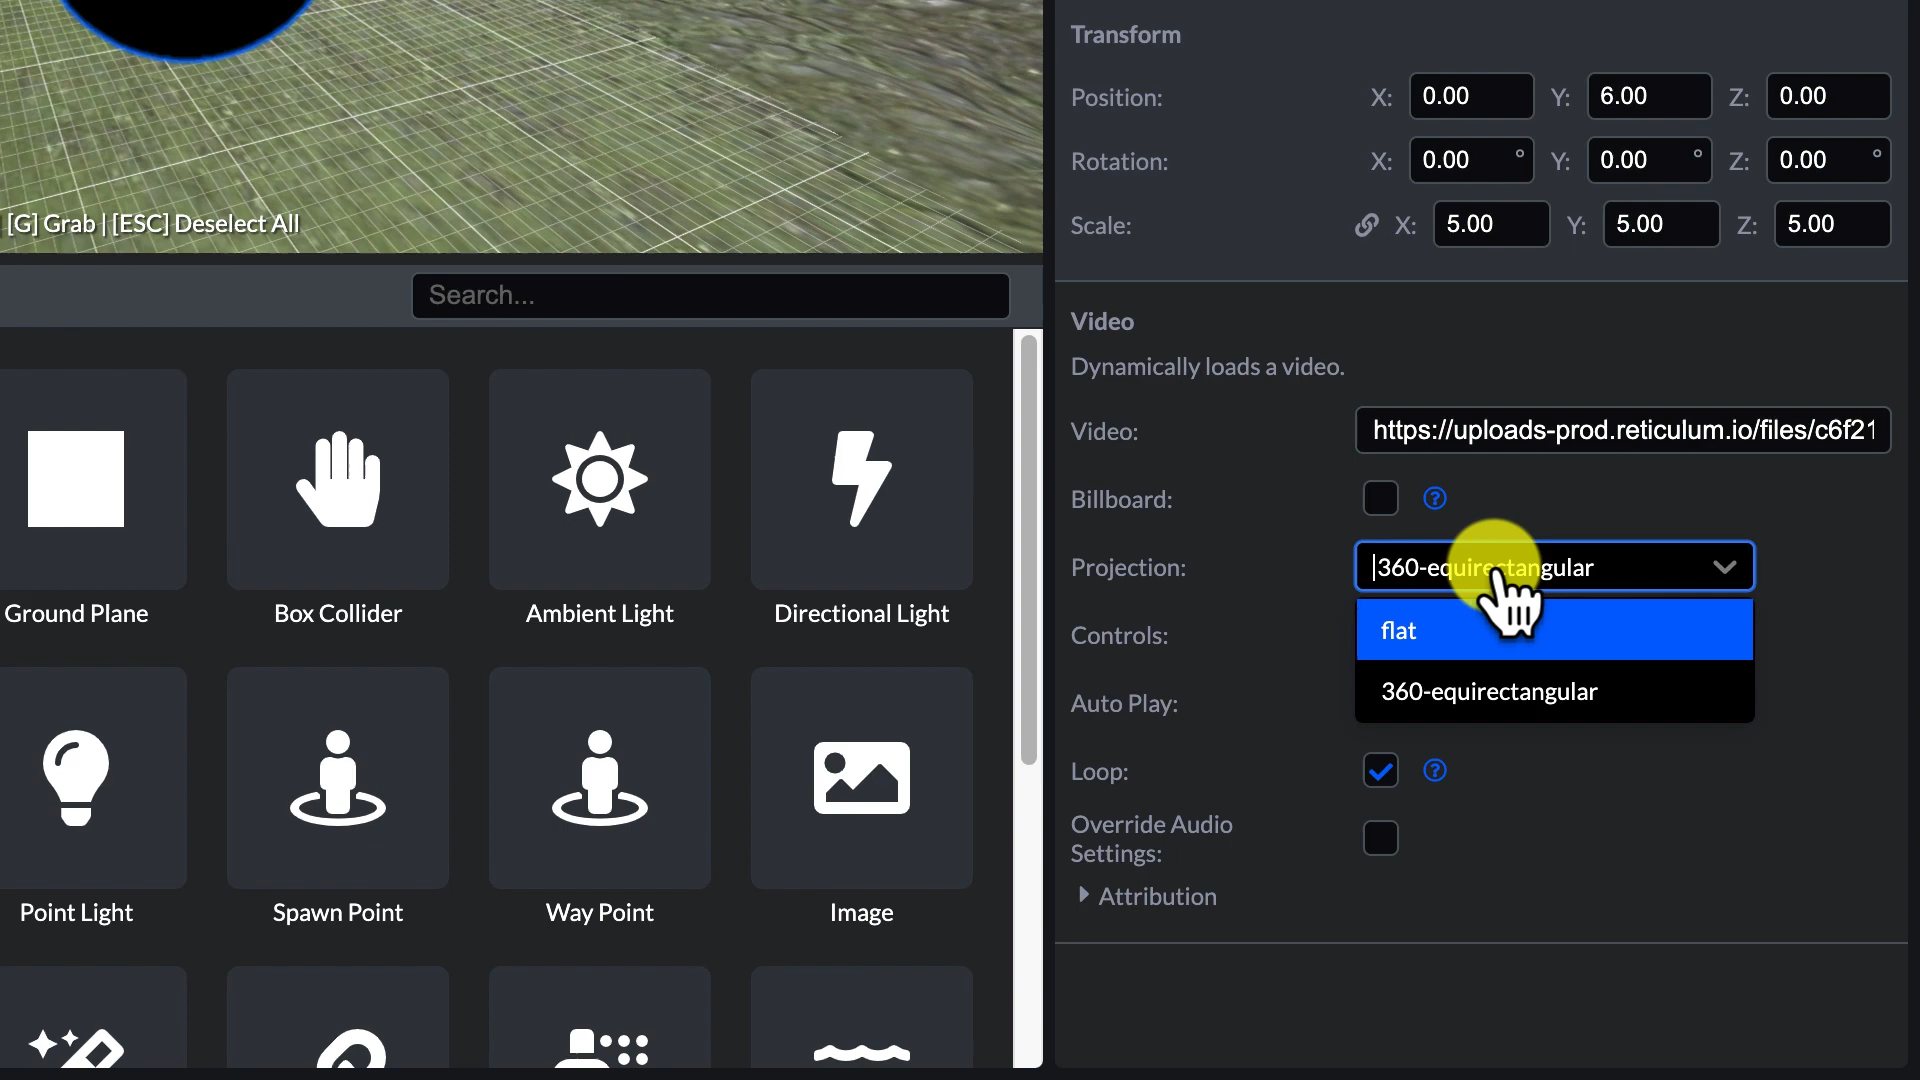 [G] Grab | [ESC] Deselect All
Search...
Ground Plane
Box Collider
Ambient Light
Directional Light
Point Light
Spawn Point
Way Point
Image
Transform
Position: X: 0.00 Y: 6.00 Z: 0.00
Rotation: X: 0.00 ° Y: 0.00 ° Z: 0.00 °
Scale: X: 5.00 Y: 5.00 Z: 5.00
Video
Dynamically loads a video.
Video: https://uploads-prod.reticulum.io/files/c6f21
Billboard: ?
Projection: 360-equirectangular
flat
360-equirectangular
Controls:
Auto Play:
Loop: ?
Override Audio
Settings:
Attribution